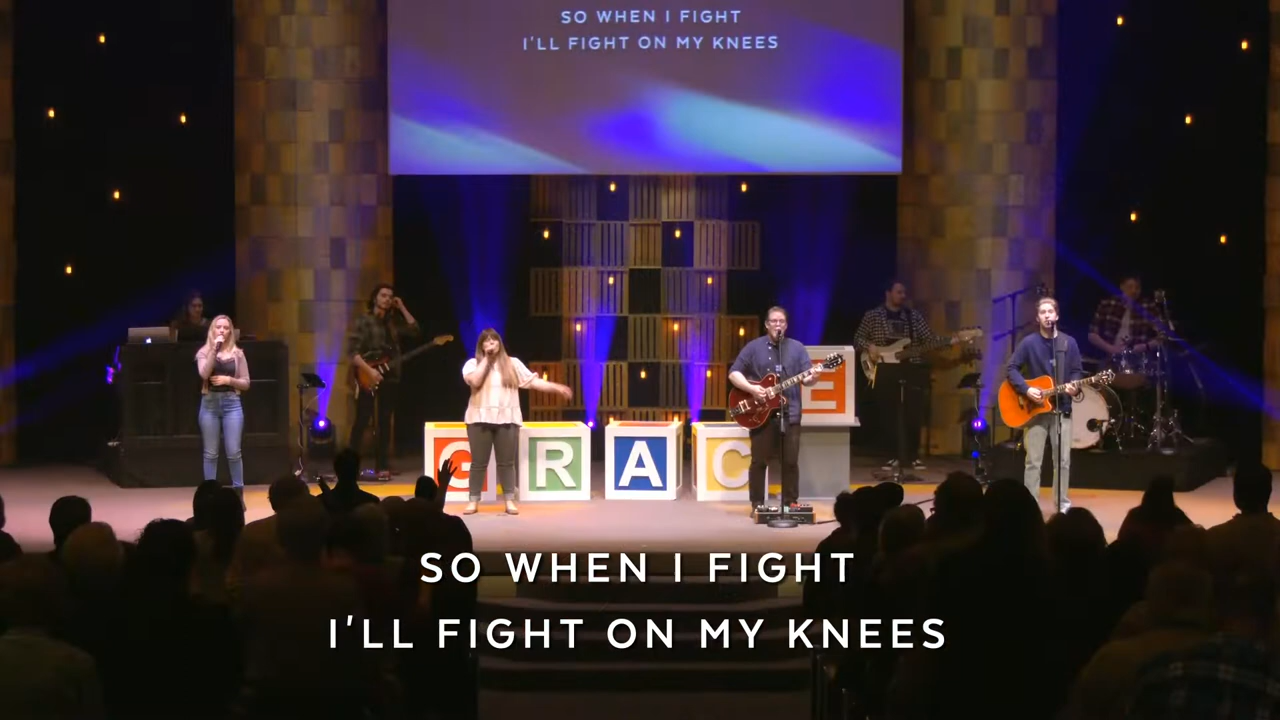 SO WHEN I FIGHT
I'LL FIGHT ON MY KNEES
G R A C E
SO WHEN I FIGHT
I'LL FIGHT ON MY KNEES